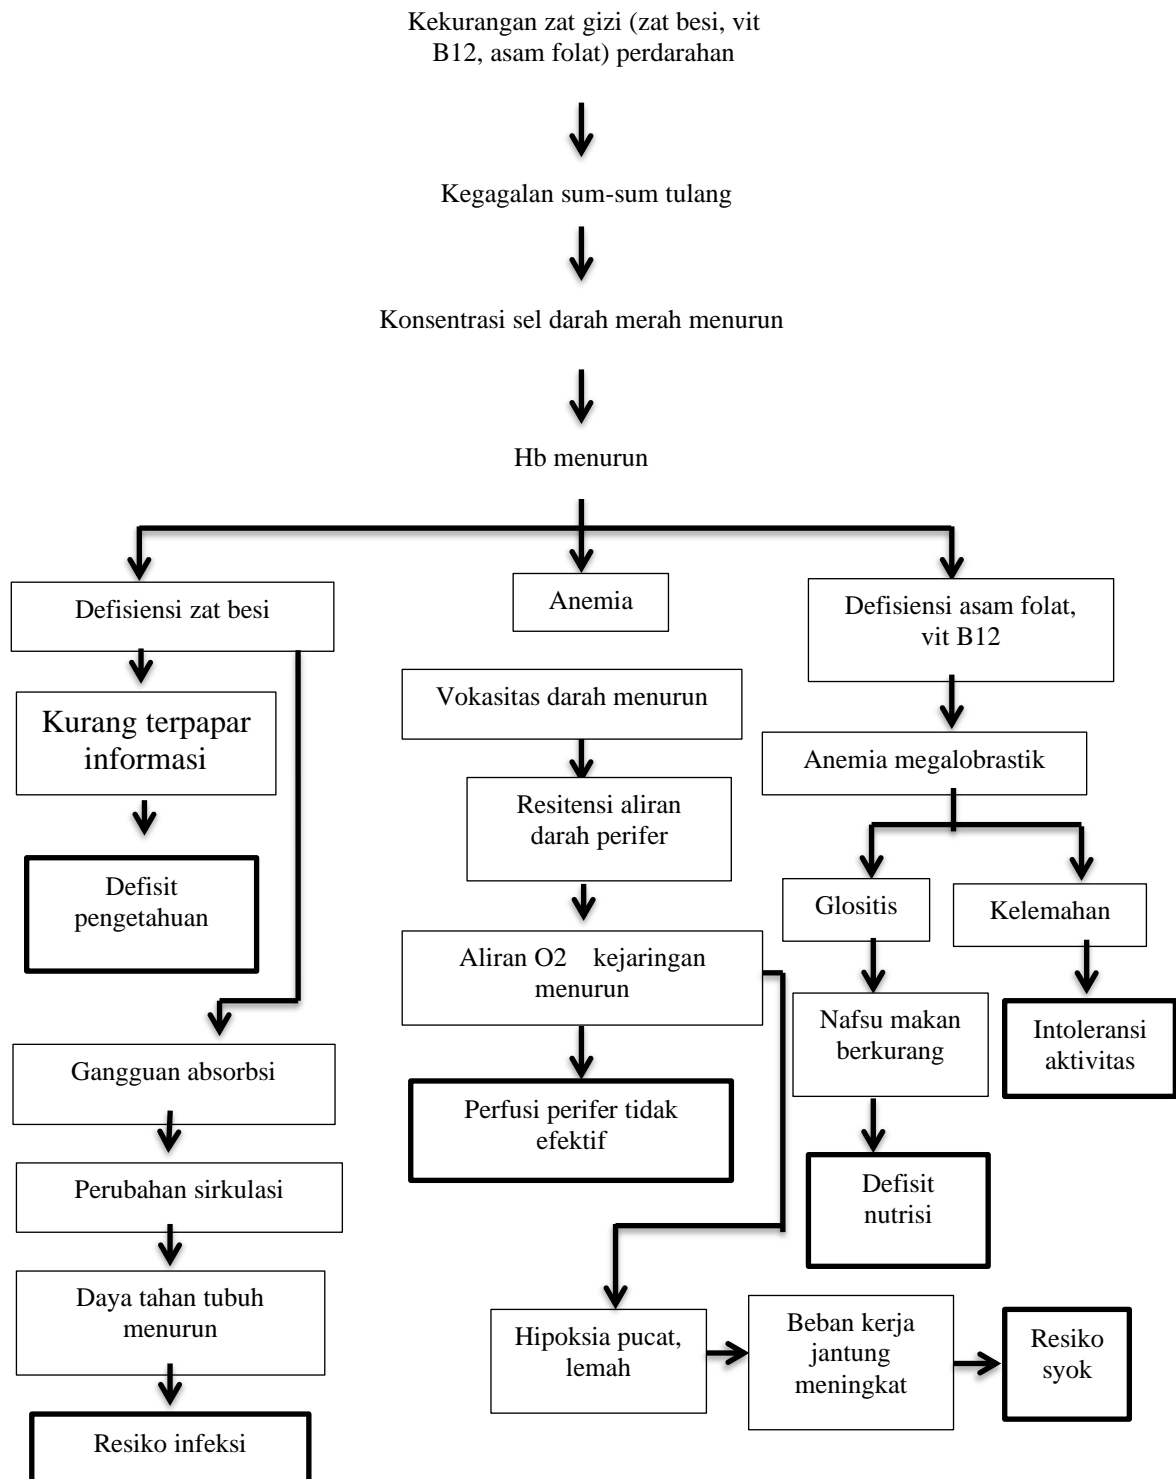 Kekurangan zat gizi (zat besi, vit
B12, asam folat) perdarahan
Kegagalan sum-sum tulang
Konsentrasi sel darah merah menurun
Hb menurun
Defisiensi zat besi
Anemia
Defisiensi asam folat,
vit B12
Kurang terpapar
informasi
Vokasitas darah menurun
Anemia megalobrastik
Resitensi aliran
darah perifer
Defisit
pengetahuan
Glositis
Kelemahan
Aliran O2 kejaringan
menurun
Nafsu makan
berkurang
Intoleransi
aktivitas
Gangguan absorbsi
Perfusi perifer tidak
efektif
Perubahan sirkulasi
Defisit
nutrisi
Daya tahan tubuh
menurun
Hipoksia pucat,
lemah
Beban kerja
jantung
meningkat
Resiko
syok
Resiko infeksi